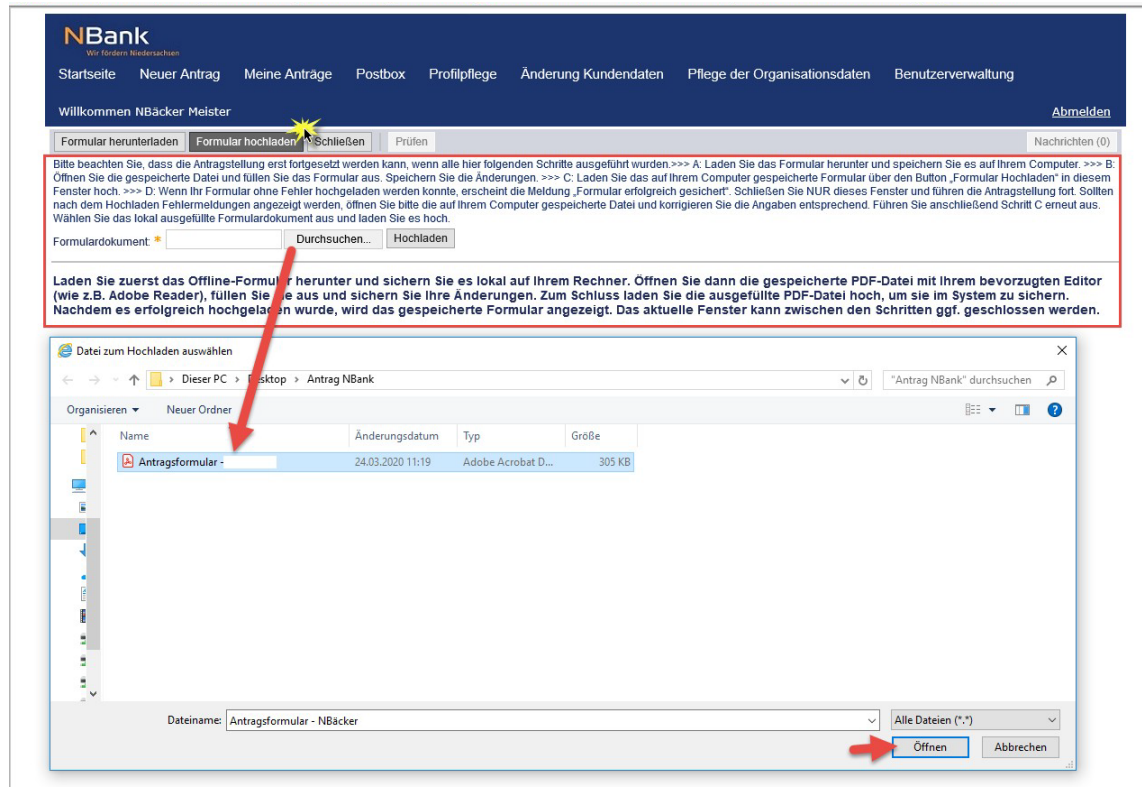 NBank
Wir fördern Niedersachsen
Startseite Neuer Antrag Meine Anträge Postbox Profilpflege Änderung Kundendaten Pflege der Organisationsdaten Benutzerverwaltung
Willkommen NBäcker Meister Abmelden
Formular herunterladen Formular hochladen Schließen Prüfen Nachrichten (0)
Bitte beachten Sie, dass die Antragstellung erst fortgesetzt werden kann, wenn alle hier folgenden Schritte ausgeführt wurden.>>> A: Laden Sie das Formular herunter und speichern Sie es auf Ihrem Computer. >>> B:
Öffnen Sie die gespeicherte Datei und füllen Sie das Formular aus. Speichern Sie die Änderungen. >>> C: Laden Sie das auf Ihrem Computer gespeicherte Formular über den Button „Formular Hochladen" in diesem
Fenster hoch. >>> D: Wenn Ihr Formular ohne Fehler hochgeladen werden konnte, erscheint die Meldung „Formular erfolgreich gesichert". Schließen Sie NUR dieses Fenster und führen die Antragstellung fort. Sollten
nach dem Hochladen Fehlermeldungen angezeigt werden, öffnen Sie bitte die auf Ihrem Computer gespeicherte Datei und korrigieren Sie die Angaben entsprechend. Führen Sie anschließend Schritt C erneut aus.
Wählen Sie das lokal ausgefüllte Formulardokument aus und laden Sie es hoch.
Formulardokument: * Durchsuchen... Hochladen
Laden Sie zuerst das Offline-Formular herunter und sichern Sie es lokal auf Ihrem Rechner. Öffnen Sie dann die gespeicherte PDF-Datei mit Ihrem bevorzugten Editor
(wie z.B. Adobe Reader), füllen Sie sie aus und sichern Sie Ihre Änderungen. Zum Schluss laden Sie die ausgefüllte PDF-Datei hoch, um sie im System zu sichern.
Nachdem es erfolgreich hochgeladen wurde, wird das gespeicherte Formular angezeigt. Das aktuelle Fenster kann zwischen den Schritten ggf. geschlossen werden.
Datei zum Hochladen auswählen
Dieser PC > Desktop > Antrag NBank "Antrag NBank" durchsuchen
Organisieren Neuer Ordner
Name Änderungsdatum Typ Größe
Antragsformular - 24.03.2020 11:19 Adobe Acrobat D... 305 KB
Dateiname: Antragsformular - NBäcker Alle Dateien (*.*)
Öffnen Abbrechen